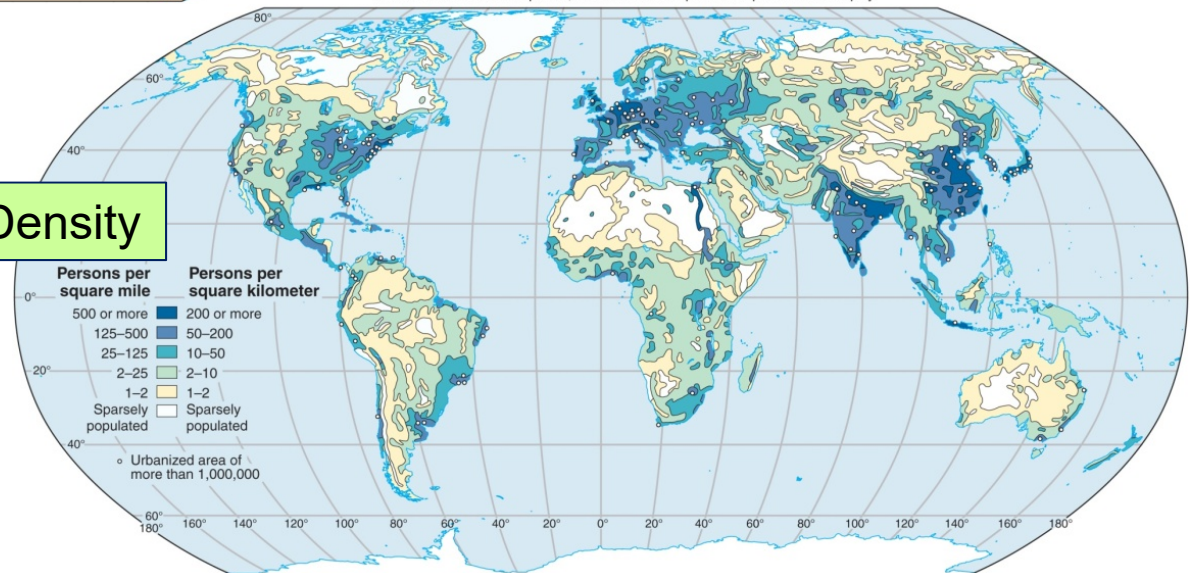 80°
60°
40°
Density
Persons per square mile
Persons per square kilometer
500 or more 200 or more
125–500 50–200
25–125 10–50
2–25 2–10
1–2 1–2
Sparsely populated
Sparsely populated
Urbanized area of
more than 1,000,000
0°
20°
40°
60°
180° 160° 140° 120° 100° 80° 60° 40° 20° 0° 20° 40° 60° 80° 100° 120° 140° 160° 180°